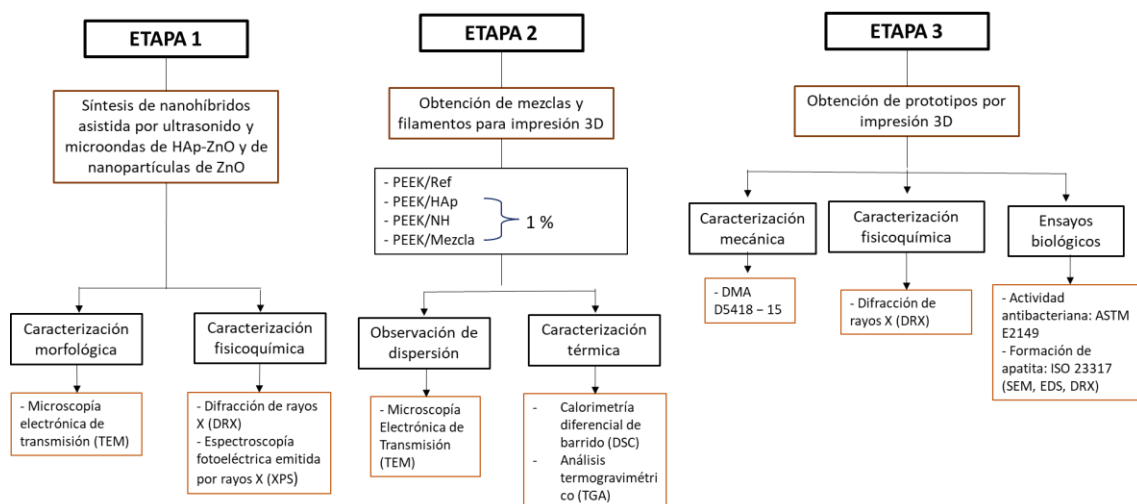 ETAPA 1
Síntesis de nanohíbridos
asistida por ultrasonido y
microondas de HAp-ZnO y de
nanopartículas de ZnO
Caracterización
morfológica
- Microscopía
electrónica de
transmisión (TEM)
Caracterización
fisicoquímica
- Difracción de rayos
X (DRX)
- Espectroscopía
fotoeléctrica emitida
por rayos X (XPS)
ETAPA 2
Obtención de mezclas y
filamentos para impresión 3D
- PEEK/Ref
- PEEK/HAp
- PEEK/NH
- PEEK/Mezcla
1 %
Observación de
dispersión
- Microscopía
Electrónica de
Transmisión
(TEM)
Caracterización
térmica
- Calorimetría
diferencial de
barrido (DSC)
- Análisis
termogravimétri
co (TGA)
ETAPA 3
Obtención de prototipos por
impresión 3D
Caracterización
mecánica
- DMA
D5418 – 15
Caracterización
fisicoquímica
- Difracción de
rayos X (DRX)
Ensayos
biológicos
- Actividad
antibacteriana: ASTM
E2149
- Formación de
apatita: ISO 23317
(SEM, EDS, DRX)